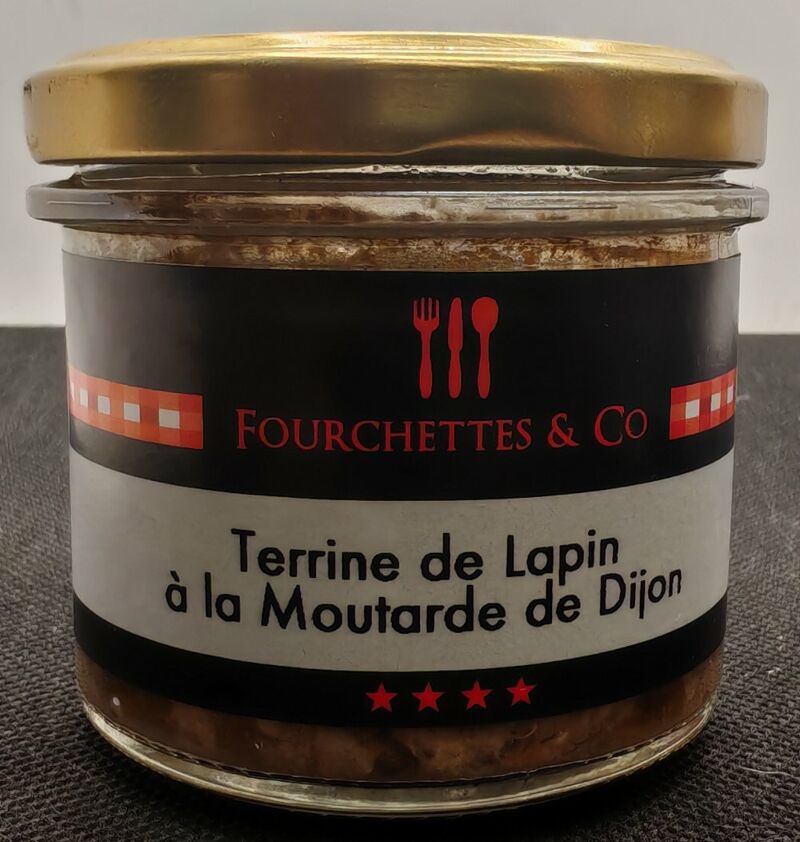 FOURCHETTES & CO
Terrine de Lapin
à la Moutarde de Dijon